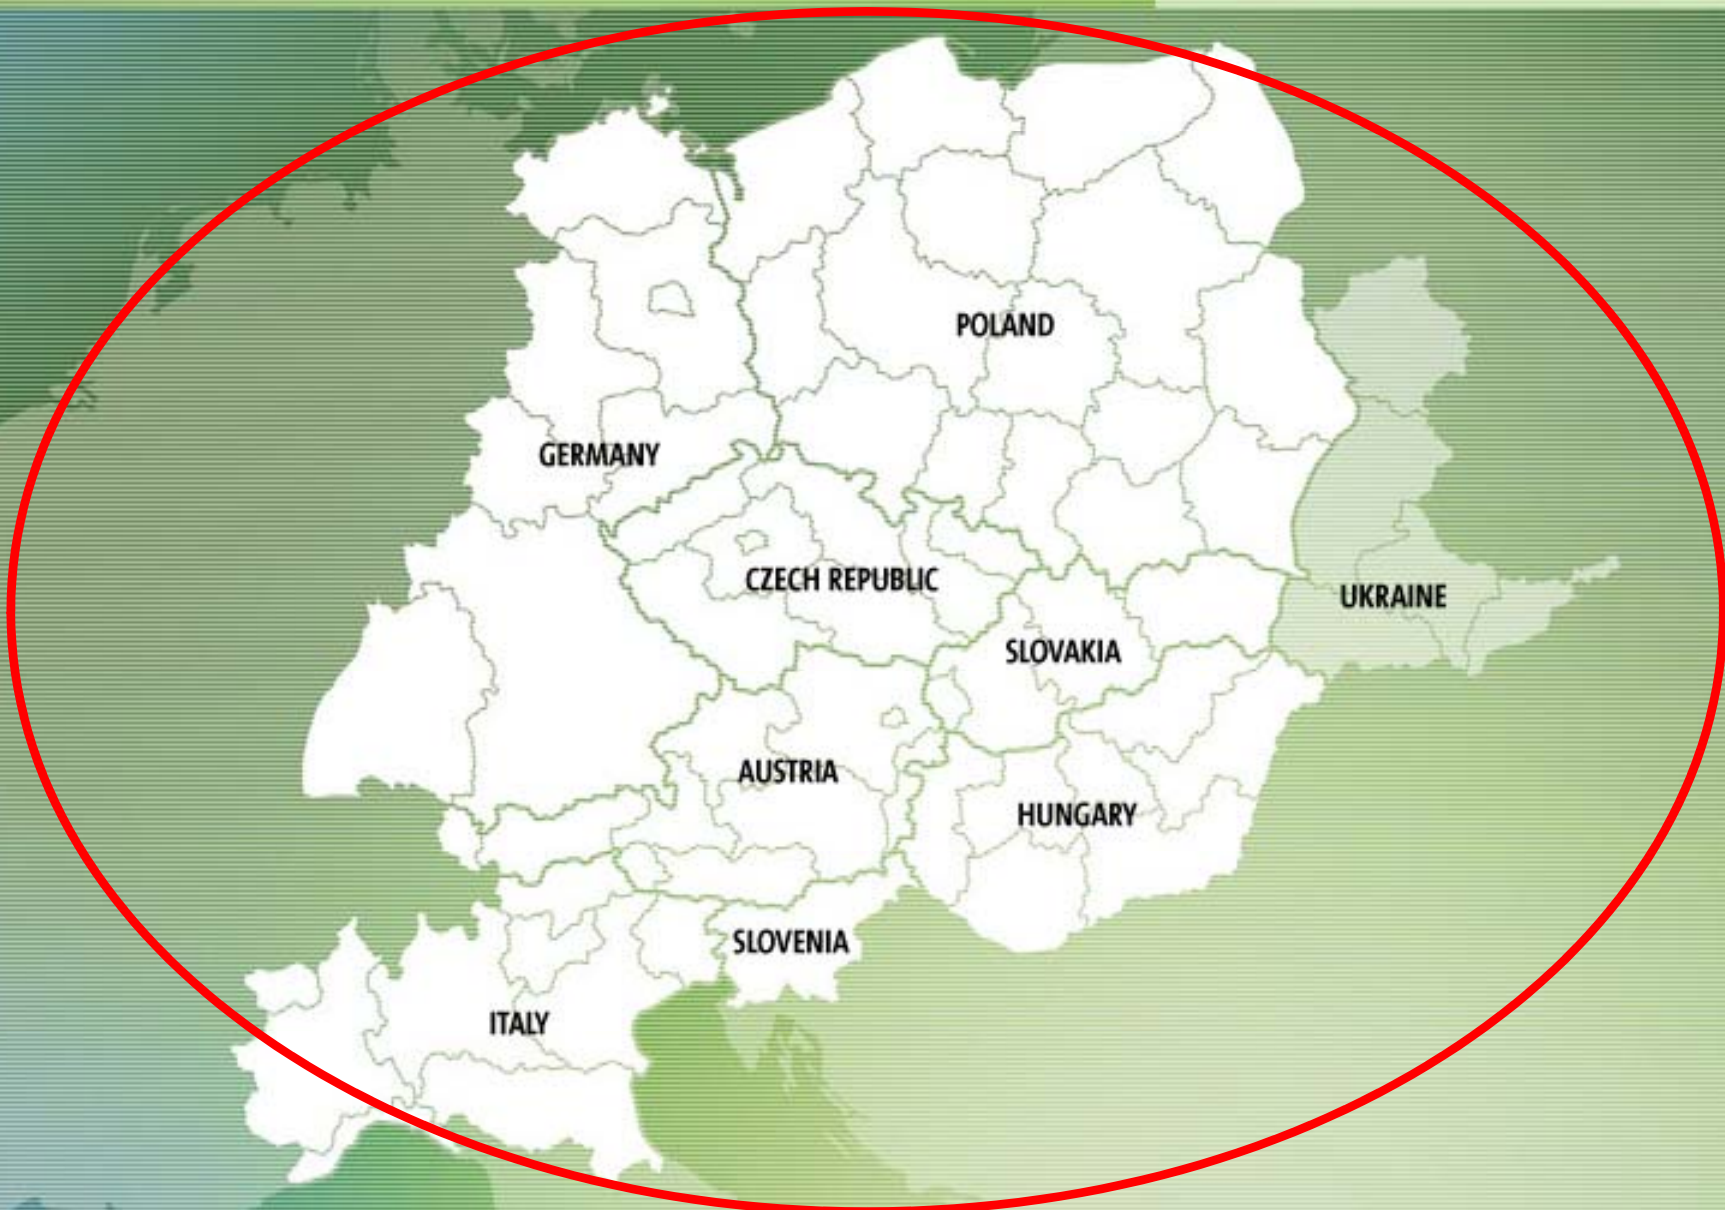 POLAND
GERMANY
CZECH REPUBLIC
UKRAINE
SLOVAKIA
AUSTRIA
HUNGARY
SLOVENIA
ITALY